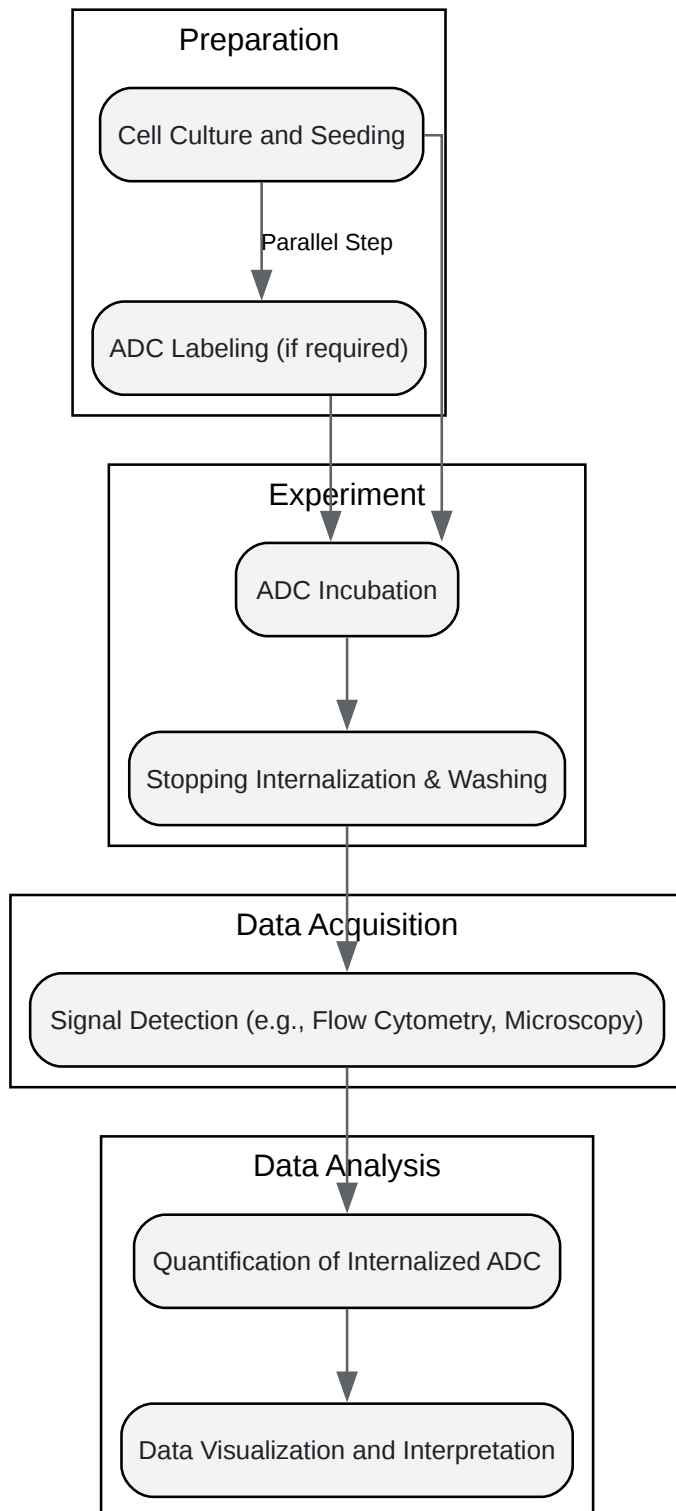 Preparation
Cell Culture and Seeding
Parallel Step
ADC Labeling (if required)
Experiment
ADC Incubation
Stopping Internalization & Washing
Data Acquisition
Signal Detection (e.g., Flow Cytometry, Microscopy)
Data Analysis
Quantification of Internalized ADC
Data Visualization and Interpretation